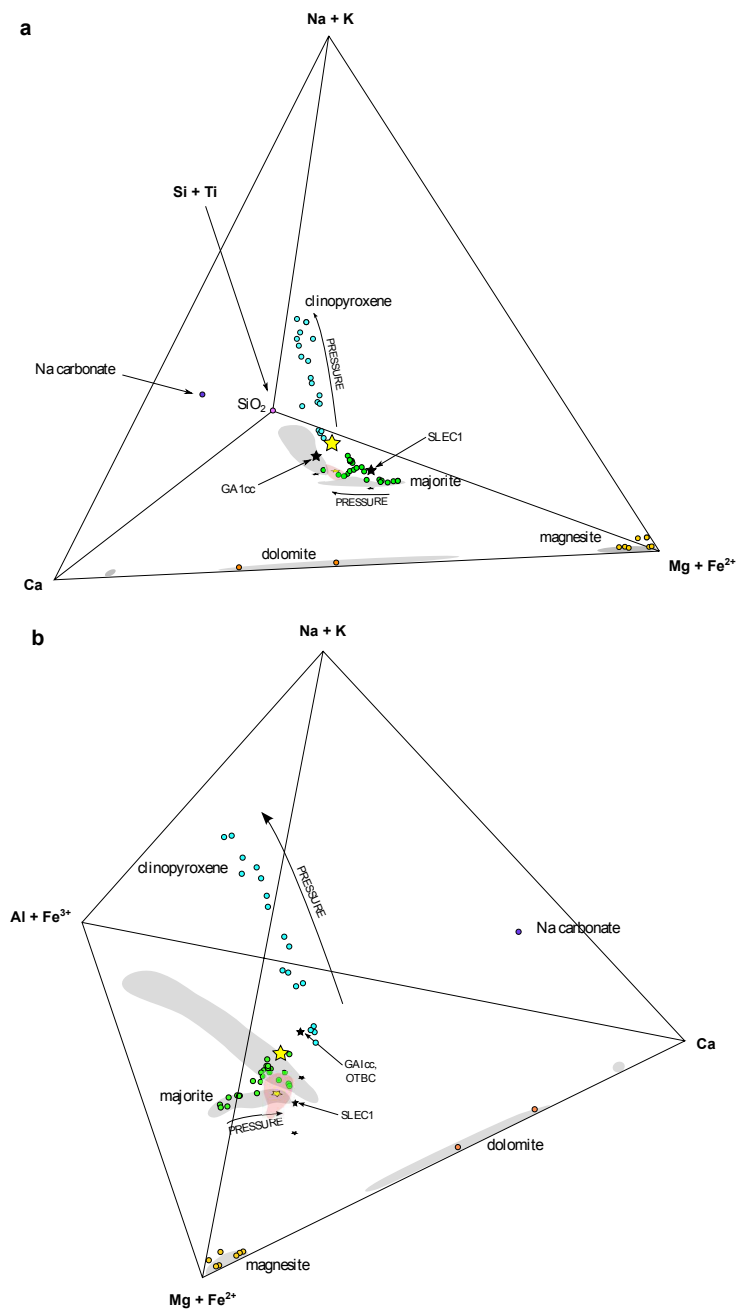 a
Na + K
Si + Ti
clinopyroxene
PRESSURE
Na carbonate
SiO₂
SLEC1
GA1cc
majorite
PRESSURE
magnesite
dolomite
Ca
Mg + Fe²⁺
b
Na + K
clinopyroxene
PRESSURE
Al + Fe³⁺
Na carbonate
Ca
GA1cc,
OTBC
majorite
SLEC1
PRESSURE
dolomite
magnesite
Mg + Fe²⁺